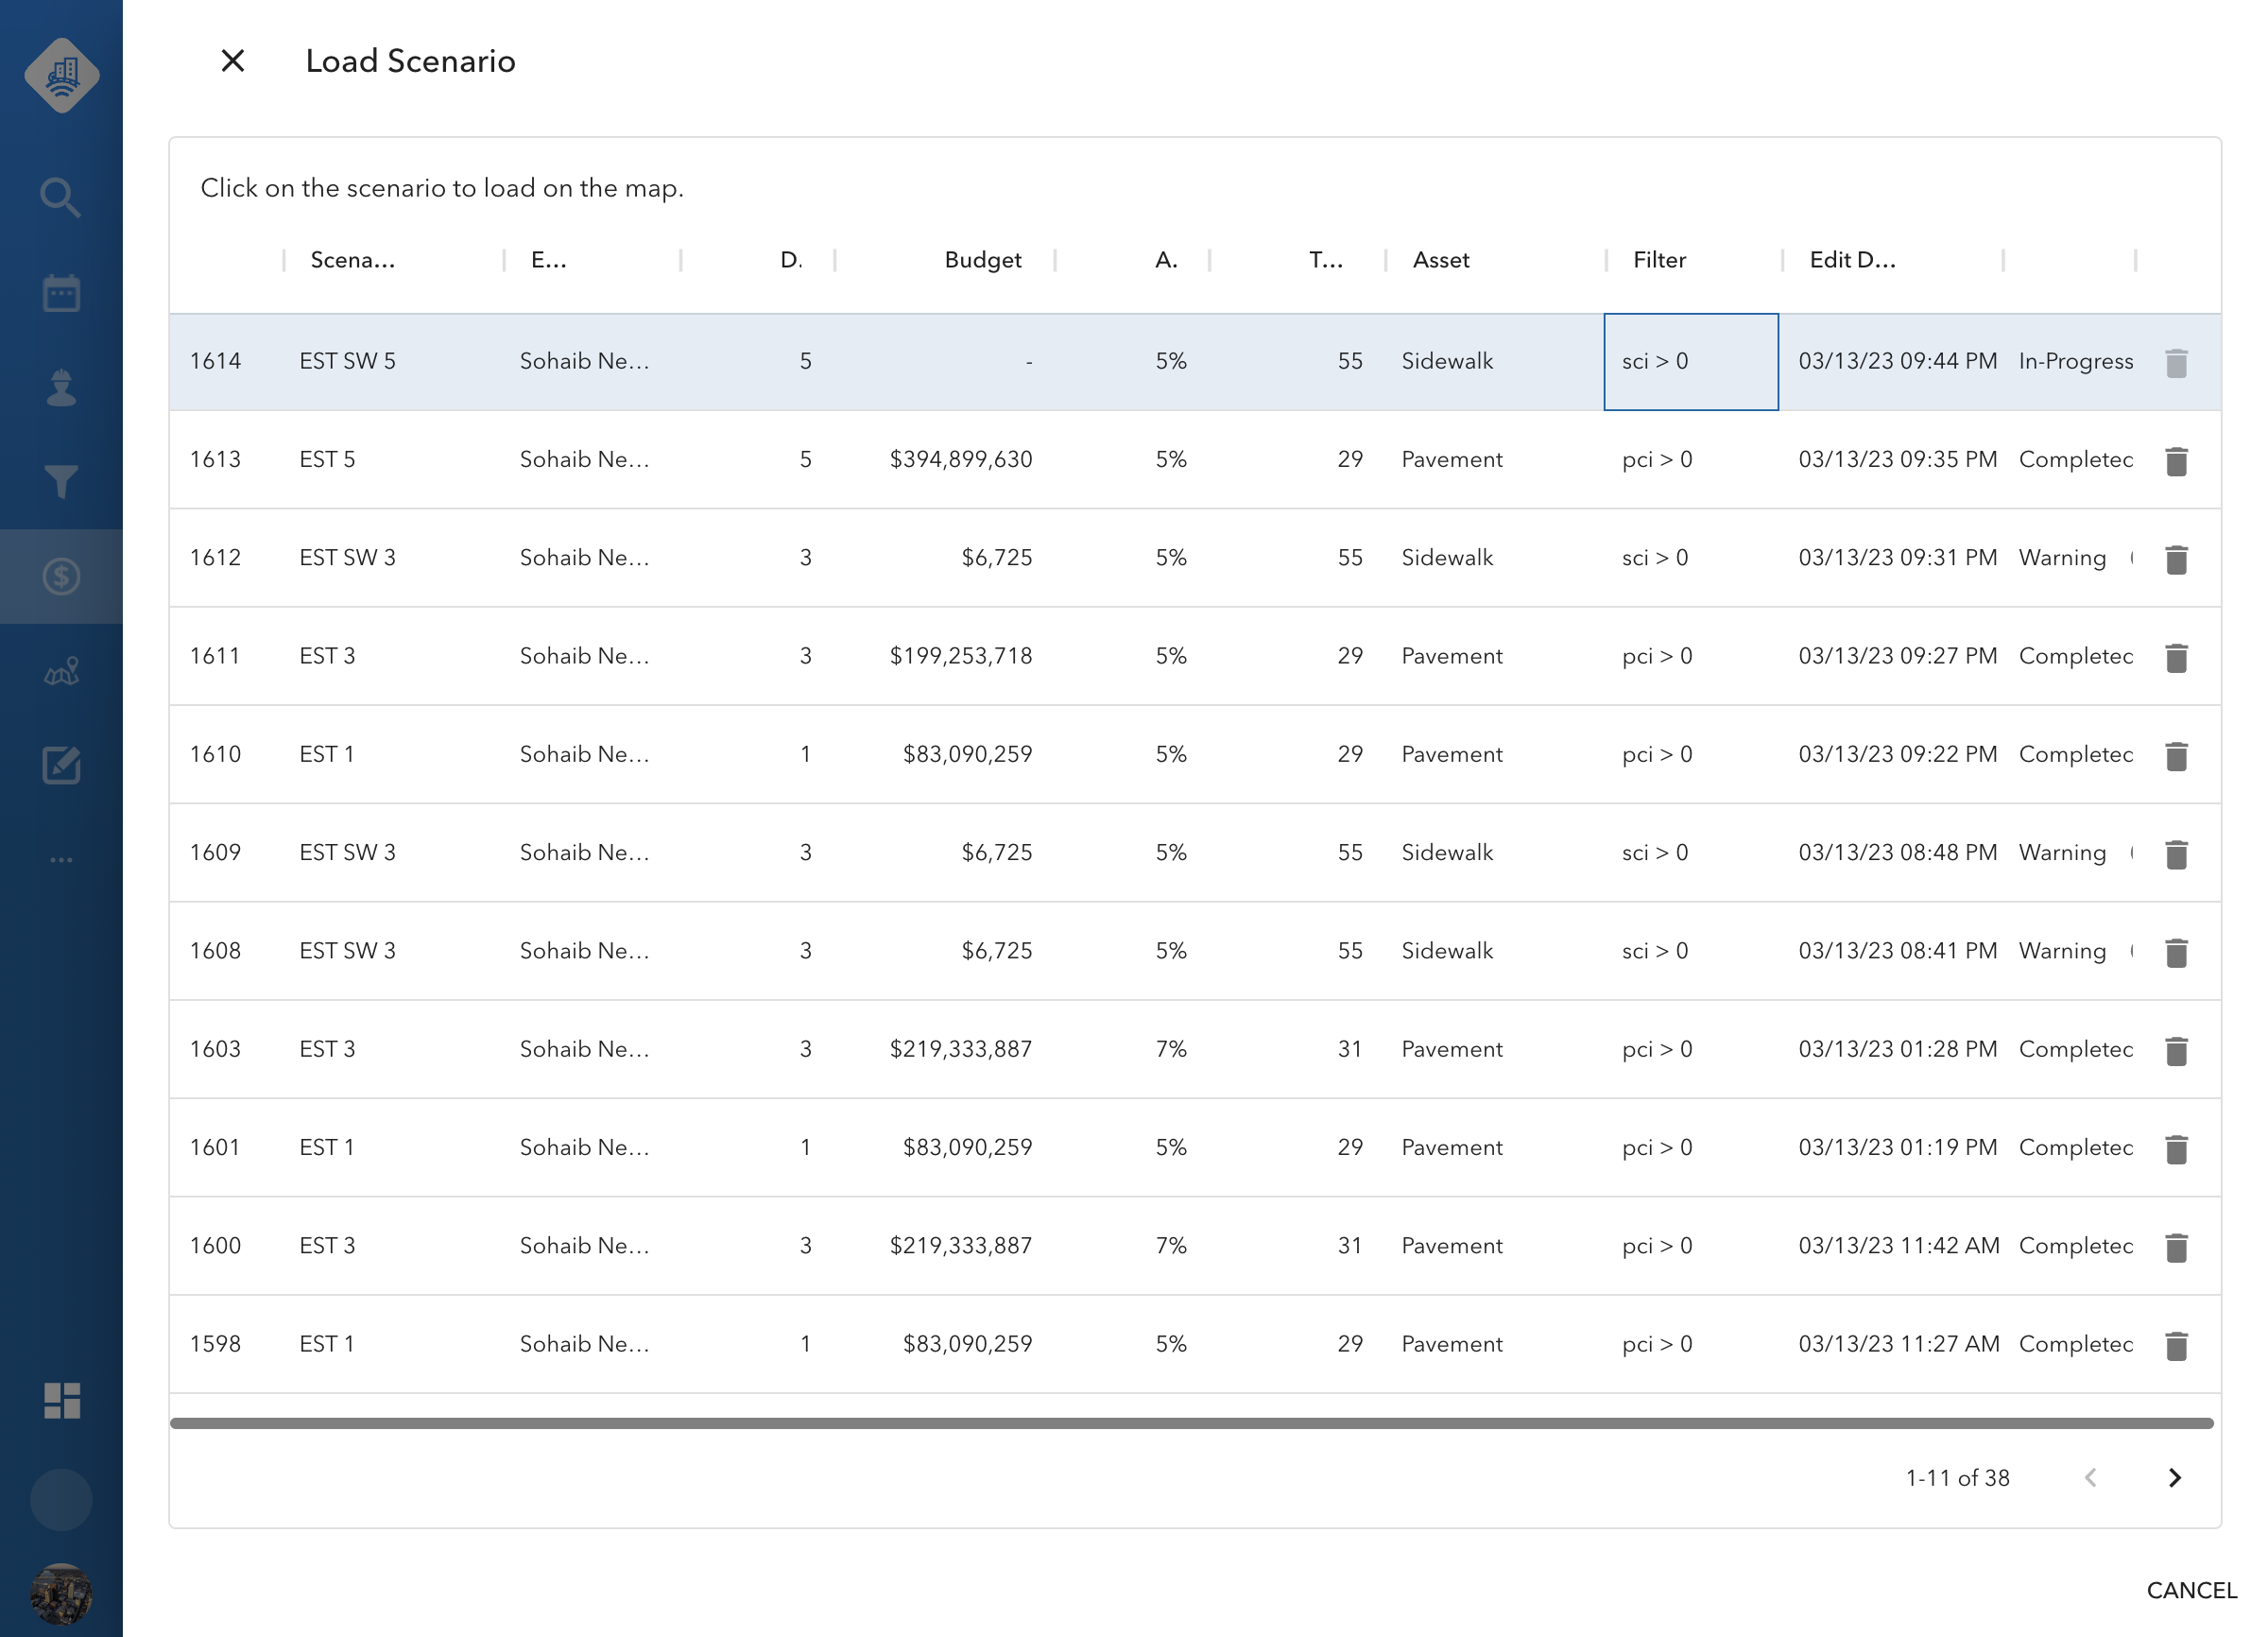 Load Scenario
Click on the scenario to load on the map.
Scena... E... D. Budget A. T... Asset Filter Edit D...
1614 EST SW 5 Sohaib Ne... 5 - 5% 55 Sidewalk sci > 0 03/13/23 09:44 PM In-Progress
1613 EST 5 Sohaib Ne... 5 $394,899,630 5% 29 Pavement pci > 0 03/13/23 09:35 PM Completed
1612 EST SW 3 Sohaib Ne... 3 $6,725 5% 55 Sidewalk sci > 0 03/13/23 09:31 PM Warning
1611 EST 3 Sohaib Ne... 3 $199,253,718 5% 29 Pavement pci > 0 03/13/23 09:27 PM Completed
1610 EST 1 Sohaib Ne... 1 $83,090,259 5% 29 Pavement pci > 0 03/13/23 09:22 PM Completed
1609 EST SW 3 Sohaib Ne... 3 $6,725 5% 55 Sidewalk sci > 0 03/13/23 08:48 PM Warning
1608 EST SW 3 Sohaib Ne... 3 $6,725 5% 55 Sidewalk sci > 0 03/13/23 08:41 PM Warning
1603 EST 3 Sohaib Ne... 3 $219,333,887 7% 31 Pavement pci > 0 03/13/23 01:28 PM Completed
1601 EST 1 Sohaib Ne... 1 $83,090,259 5% 29 Pavement pci > 0 03/13/23 01:19 PM Completed
1600 EST 3 Sohaib Ne... 3 $219,333,887 7% 31 Pavement pci > 0 03/13/23 11:42 AM Completed
1598 EST 1 Sohaib Ne... 1 $83,090,259 5% 29 Pavement pci > 0 03/13/23 11:27 AM Completed
1-11 of 38
CANCEL